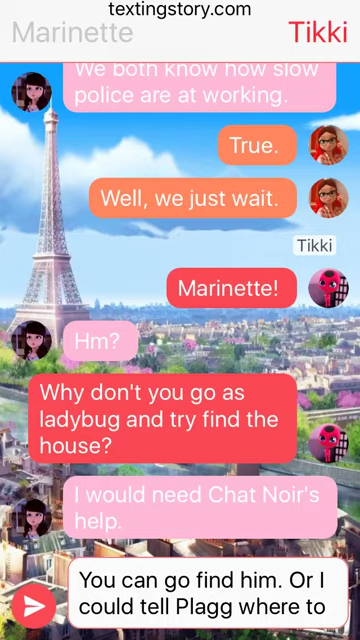 textingstory.com
Marinette
Tikki
We both know how slow
police are at working.
True.
Well, we just wait.
Tikki
Marinette!
Hm?
Why don't you go as
ladybug and try find the
house?
I would need Chat Noir's
help.
You can go find him. Or I
could tell Plagg where to